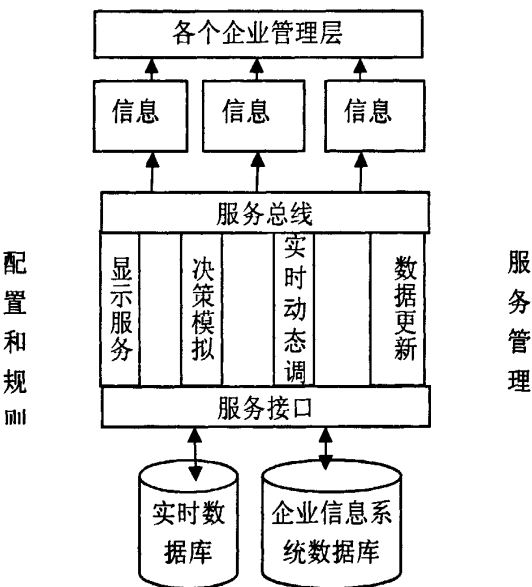 各个企业管理层
信息
信息
信息
服务总线
配置和规则
显示服务
决策模拟
实时动态调
数据更新
服务管理
服务接口
实时数
据库
企业信息系
统数据库